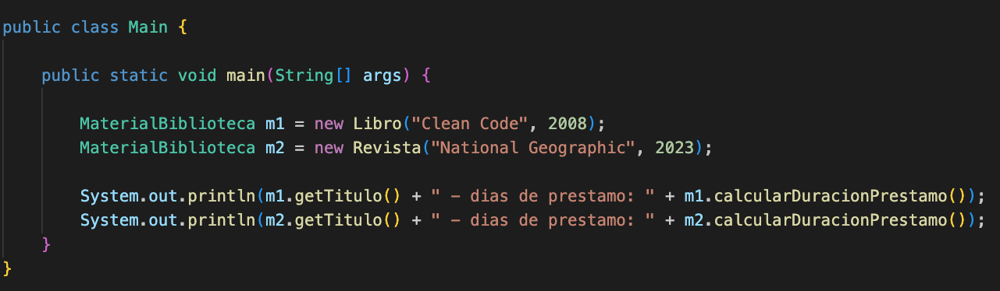 public class Main {
public static void main(String[] args) {
MaterialBiblioteca m1 = new Libro("Clean Code", 2008);
MaterialBiblioteca m2 = new Revista("National Geographic", 2023);
System.out.println(m1.getTitulo() + " - dias de prestamo: " + m1.calcularDuracionPrestamo());
System.out.println(m2.getTitulo() + " - dias de prestamo: " + m2.calcularDuracionPrestamo());
}
}